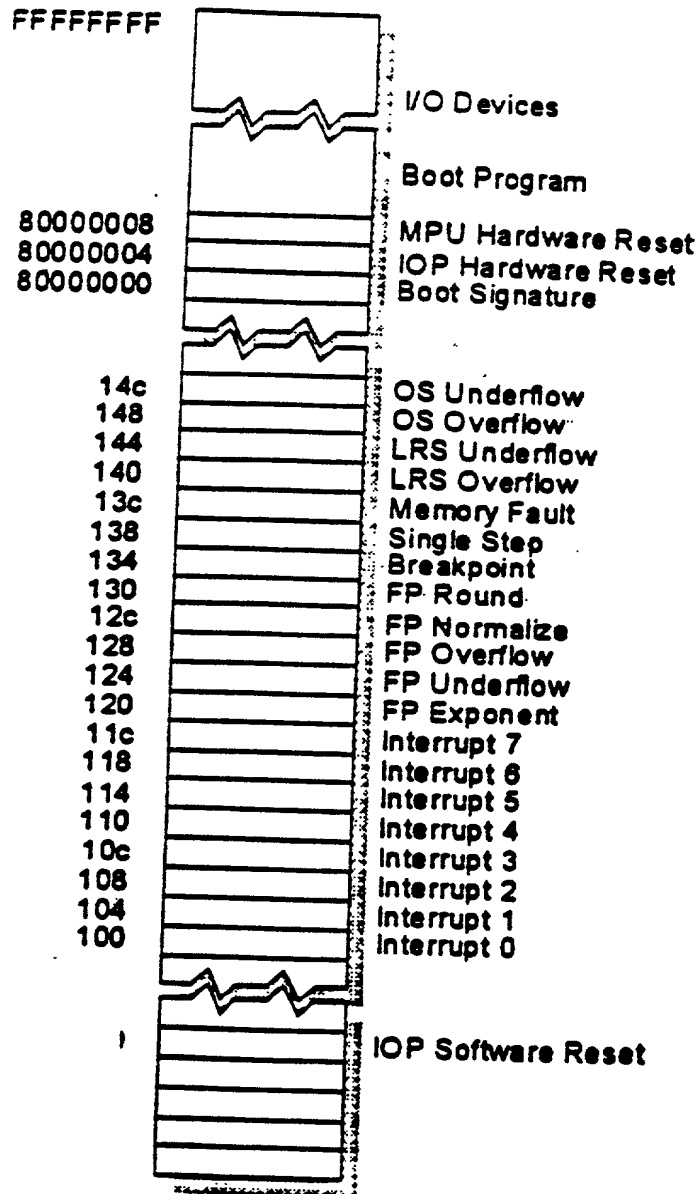 FFFFFFFF
I/O Devices
Boot Program
80000008 MPU Hardware Reset
80000004 IOP Hardware Reset
80000000 Boot Signature
14c OS Underflow
148 OS Overflow
144 LRS Underflow
140 LRS Overflow
13c Memory Fault
138 Single Step
134 Breakpoint
130 FP Round
12c FP Normalize
128 FP Overflow
124 FP Underflow
120 FP Exponent
11c Interrupt 7
118 Interrupt 6
114 Interrupt 5
110 Interrupt 4
10c Interrupt 3
108 Interrupt 2
104 Interrupt 1
100 Interrupt 0
IOP Software Reset